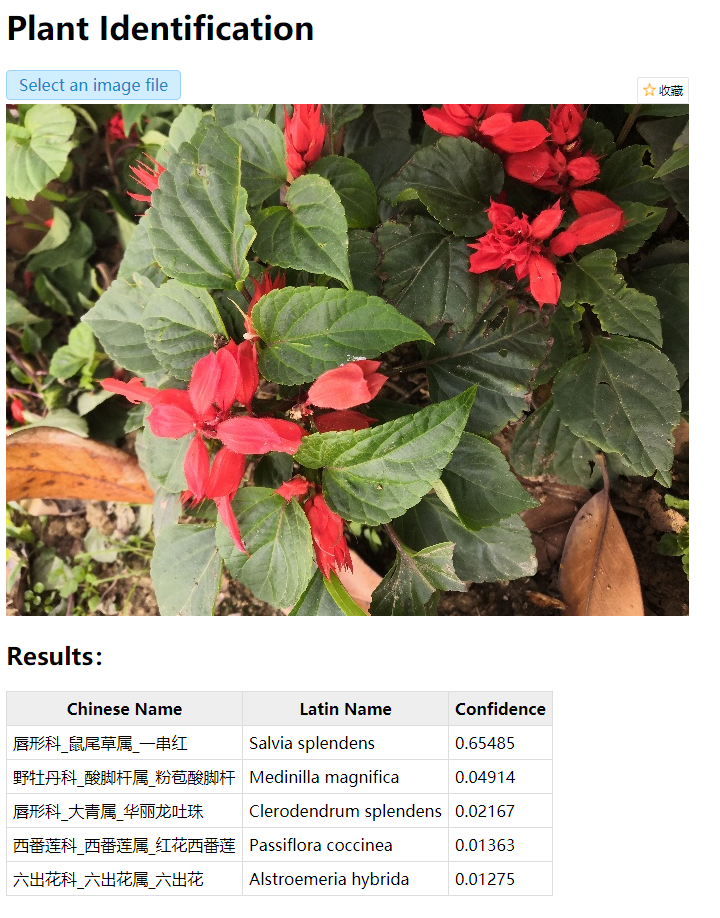 Plant Identification
Select an image file
收藏
Results:
Chinese Name Latin Name Confidence
唇形科_鼠尾草属_一串红 Salvia splendens 0.65485
野牡丹科_酸脚杆属_粉苞酸脚杆 Medinilla magnifica 0.04914
唇形科_大青属_华丽龙吐珠 Clerodendrum splendens 0.02167
西番莲科_西番莲属_红花西番莲 Passiflora coccinea 0.01363
六出花科_六出花属_六出花 Alstroemeria hybrida 0.01275